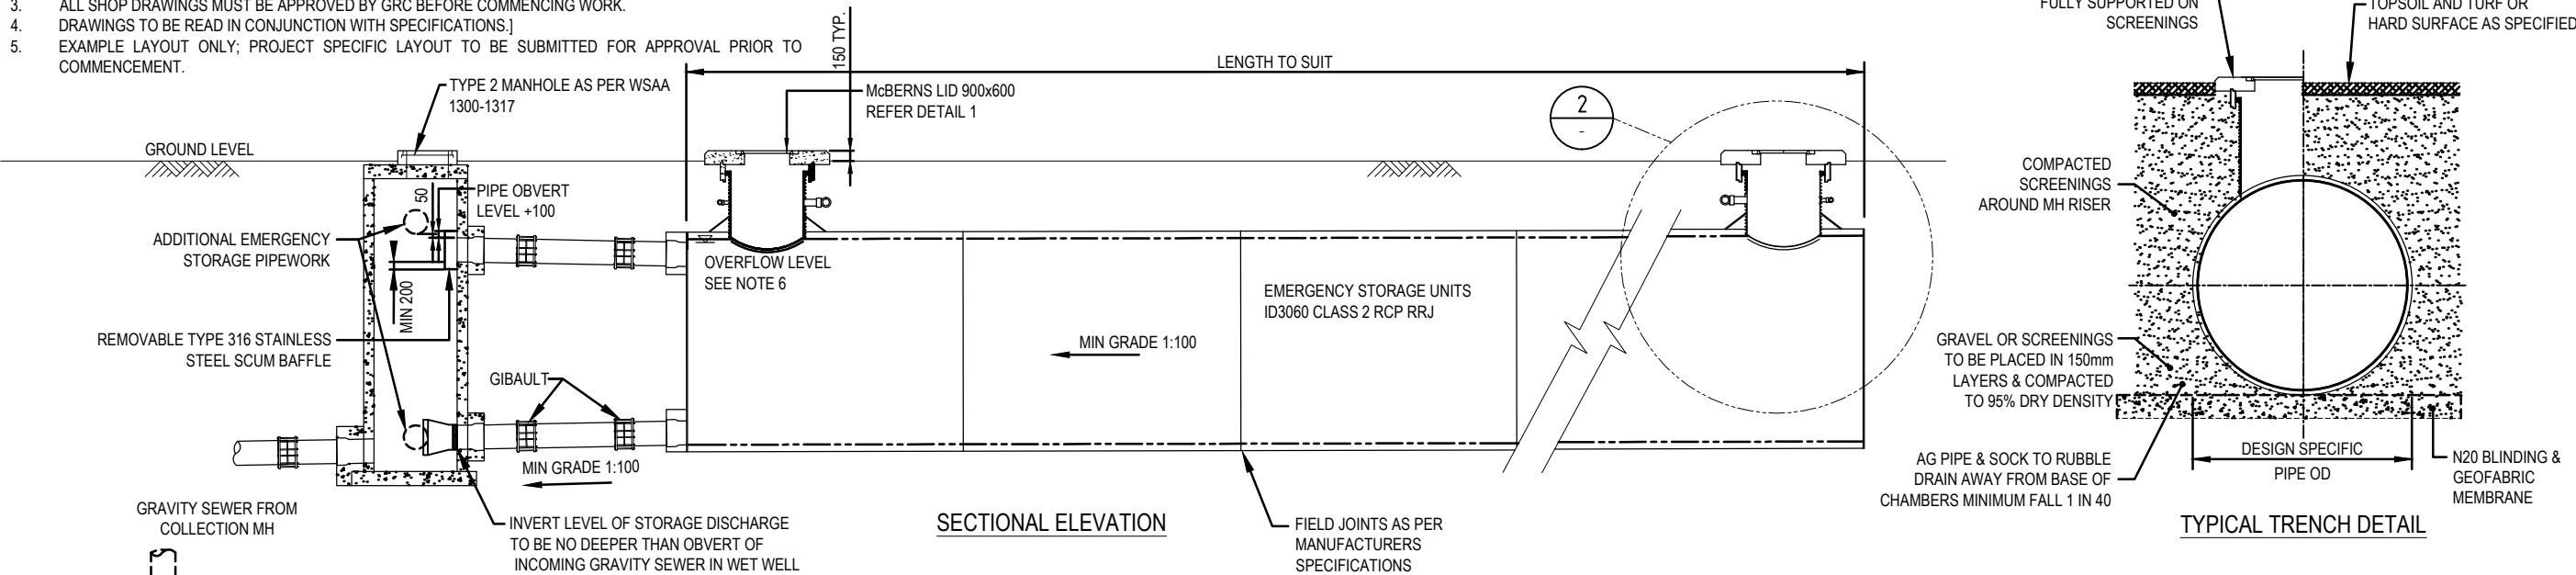 3. ALL SHOP DRAWINGS MUST BE APPROVED BY GRC BEFORE COMMENCING WORK.
4. DRAWINGS TO BE READ IN CONJUNCTION WITH SPECIFICATIONS.]
5. EXAMPLE LAYOUT ONLY; PROJECT SPECIFIC LAYOUT TO BE SUBMITTED FOR APPROVAL PRIOR TO
COMMENCEMENT.
TYPE 2 MANHOLE AS PER WSAA
1300-1317
150 TYP.
LENGTH TO SUIT
McBERNS LID 900x600
REFER DETAIL 1
2
-
GROUND LEVEL
50
PIPE OBVERT
LEVEL +100
ADDITIONAL EMERGENCY
STORAGE PIPEWORK
MIN 200
OVERFLOW LEVEL
SEE NOTE 6
EMERGENCY STORAGE UNITS
ID3060 CLASS 2 RCP RRJ
REMOVABLE TYPE 316 STAINLESS
STEEL SCUM BAFFLE
MIN GRADE 1:100
GIBAULT
MIN GRADE 1:100
GRAVITY SEWER FROM
COLLECTION MH
INVERT LEVEL OF STORAGE DISCHARGE
TO BE NO DEEPER THAN OBVERT OF
INCOMING GRAVITY SEWER IN WET WELL
SECTIONAL ELEVATION
FIELD JOINTS AS PER
MANUFACTURERS
SPECIFICATIONS
FULLY SUPPORTED ON
SCREENINGS
TOPSOIL AND TURF OR
HARD SURFACE AS SPECIFIED
COMPACTED
SCREENINGS
AROUND MH RISER
GRAVEL OR SCREENINGS
TO BE PLACED IN 150mm
LAYERS & COMPACTED
TO 95% DRY DENSITY
AG PIPE & SOCK TO RUBBLE
DRAIN AWAY FROM BASE OF
CHAMBERS MINIMUM FALL 1 IN 40
DESIGN SPECIFIC
PIPE OD
N20 BLINDING &
GEOFABRIC
MEMBRANE
TYPICAL TRENCH DETAIL